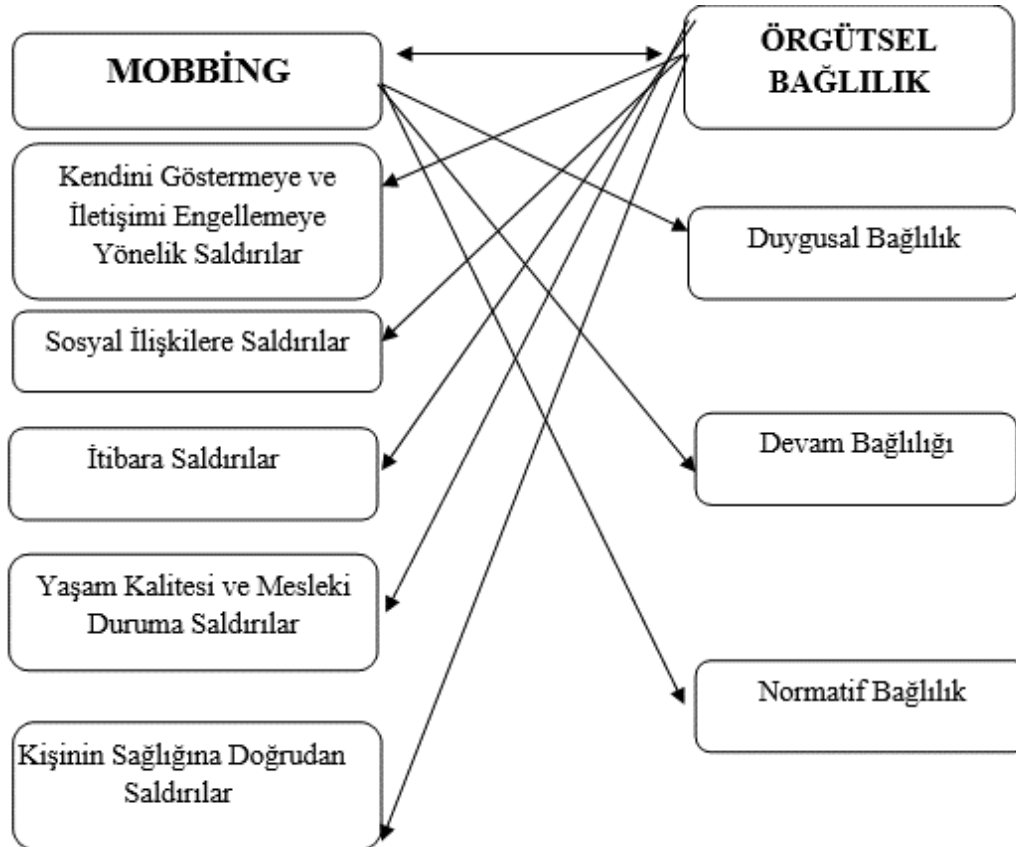 MOBBİNG
Kendini Göstermeye ve
İletişimi Engellemeye
Yönelik Saldırılar
Sosyal İlişkilere Saldırılar
İtibara Saldırılar
Yaşam Kalitesi ve Mesleki
Duruma Saldırılar
Kişinin Sağlığına Doğrudan
Saldırılar
ÖRGÜTSEL
BAĞLILIK
Duygusal Bağlılık
Devam Bağlılığı
Normatif Bağlılık